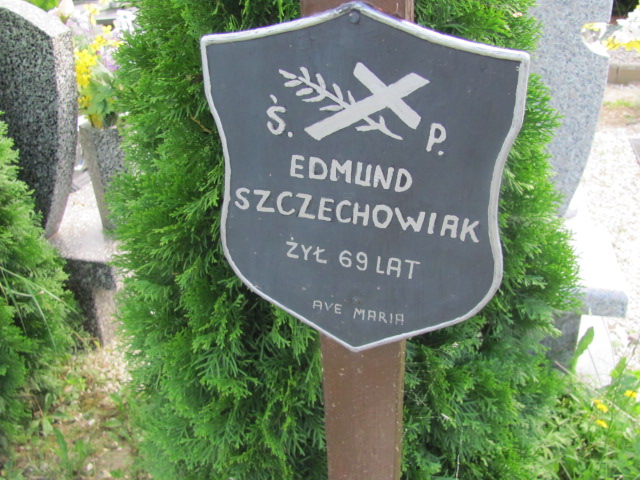 Ś. P.
EDMUND
SZCZECHOWIAK
ŻYŁ 69 LAT
AVE MARIA